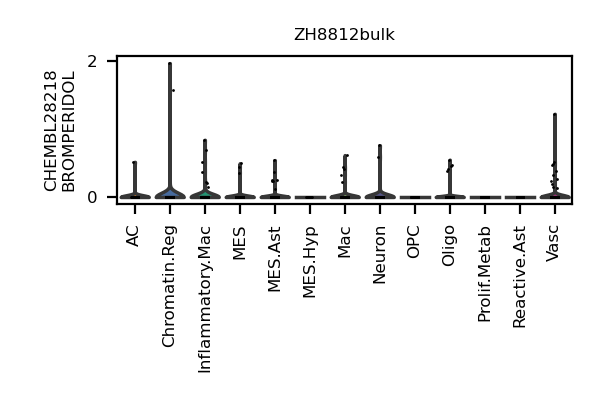 ZH8812bulk
CHEMBL28218
BROMPERIDOL
2
0
AC
Chromatin.Reg
Inflammatory.Mac
MES
MES.Ast
MES.Hyp
Mac
Neuron
OPC
Oligo
Prolif.Metab
Reactive.Ast
Vasc